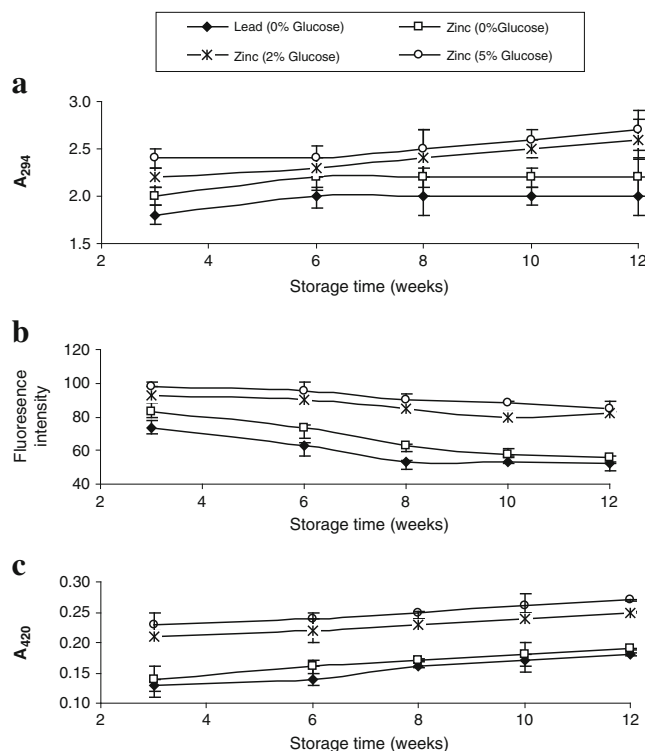 Lead (0% Glucose) Zinc (0%Glucose)
Zinc (2% Glucose) Zinc (5% Glucose)
a
3.0
2.5
2.0
1.5
A294
2 4 6 8 10 12
Storage time (weeks)
b
120
100
80
60
40
Fluoresence
intensity
2 4 6 8 10 12
Storage time (weeks)
c
0.30
0.25
0.20
0.15
0.10
A420
2 4 6 8 10 12
Storage time (weeks)